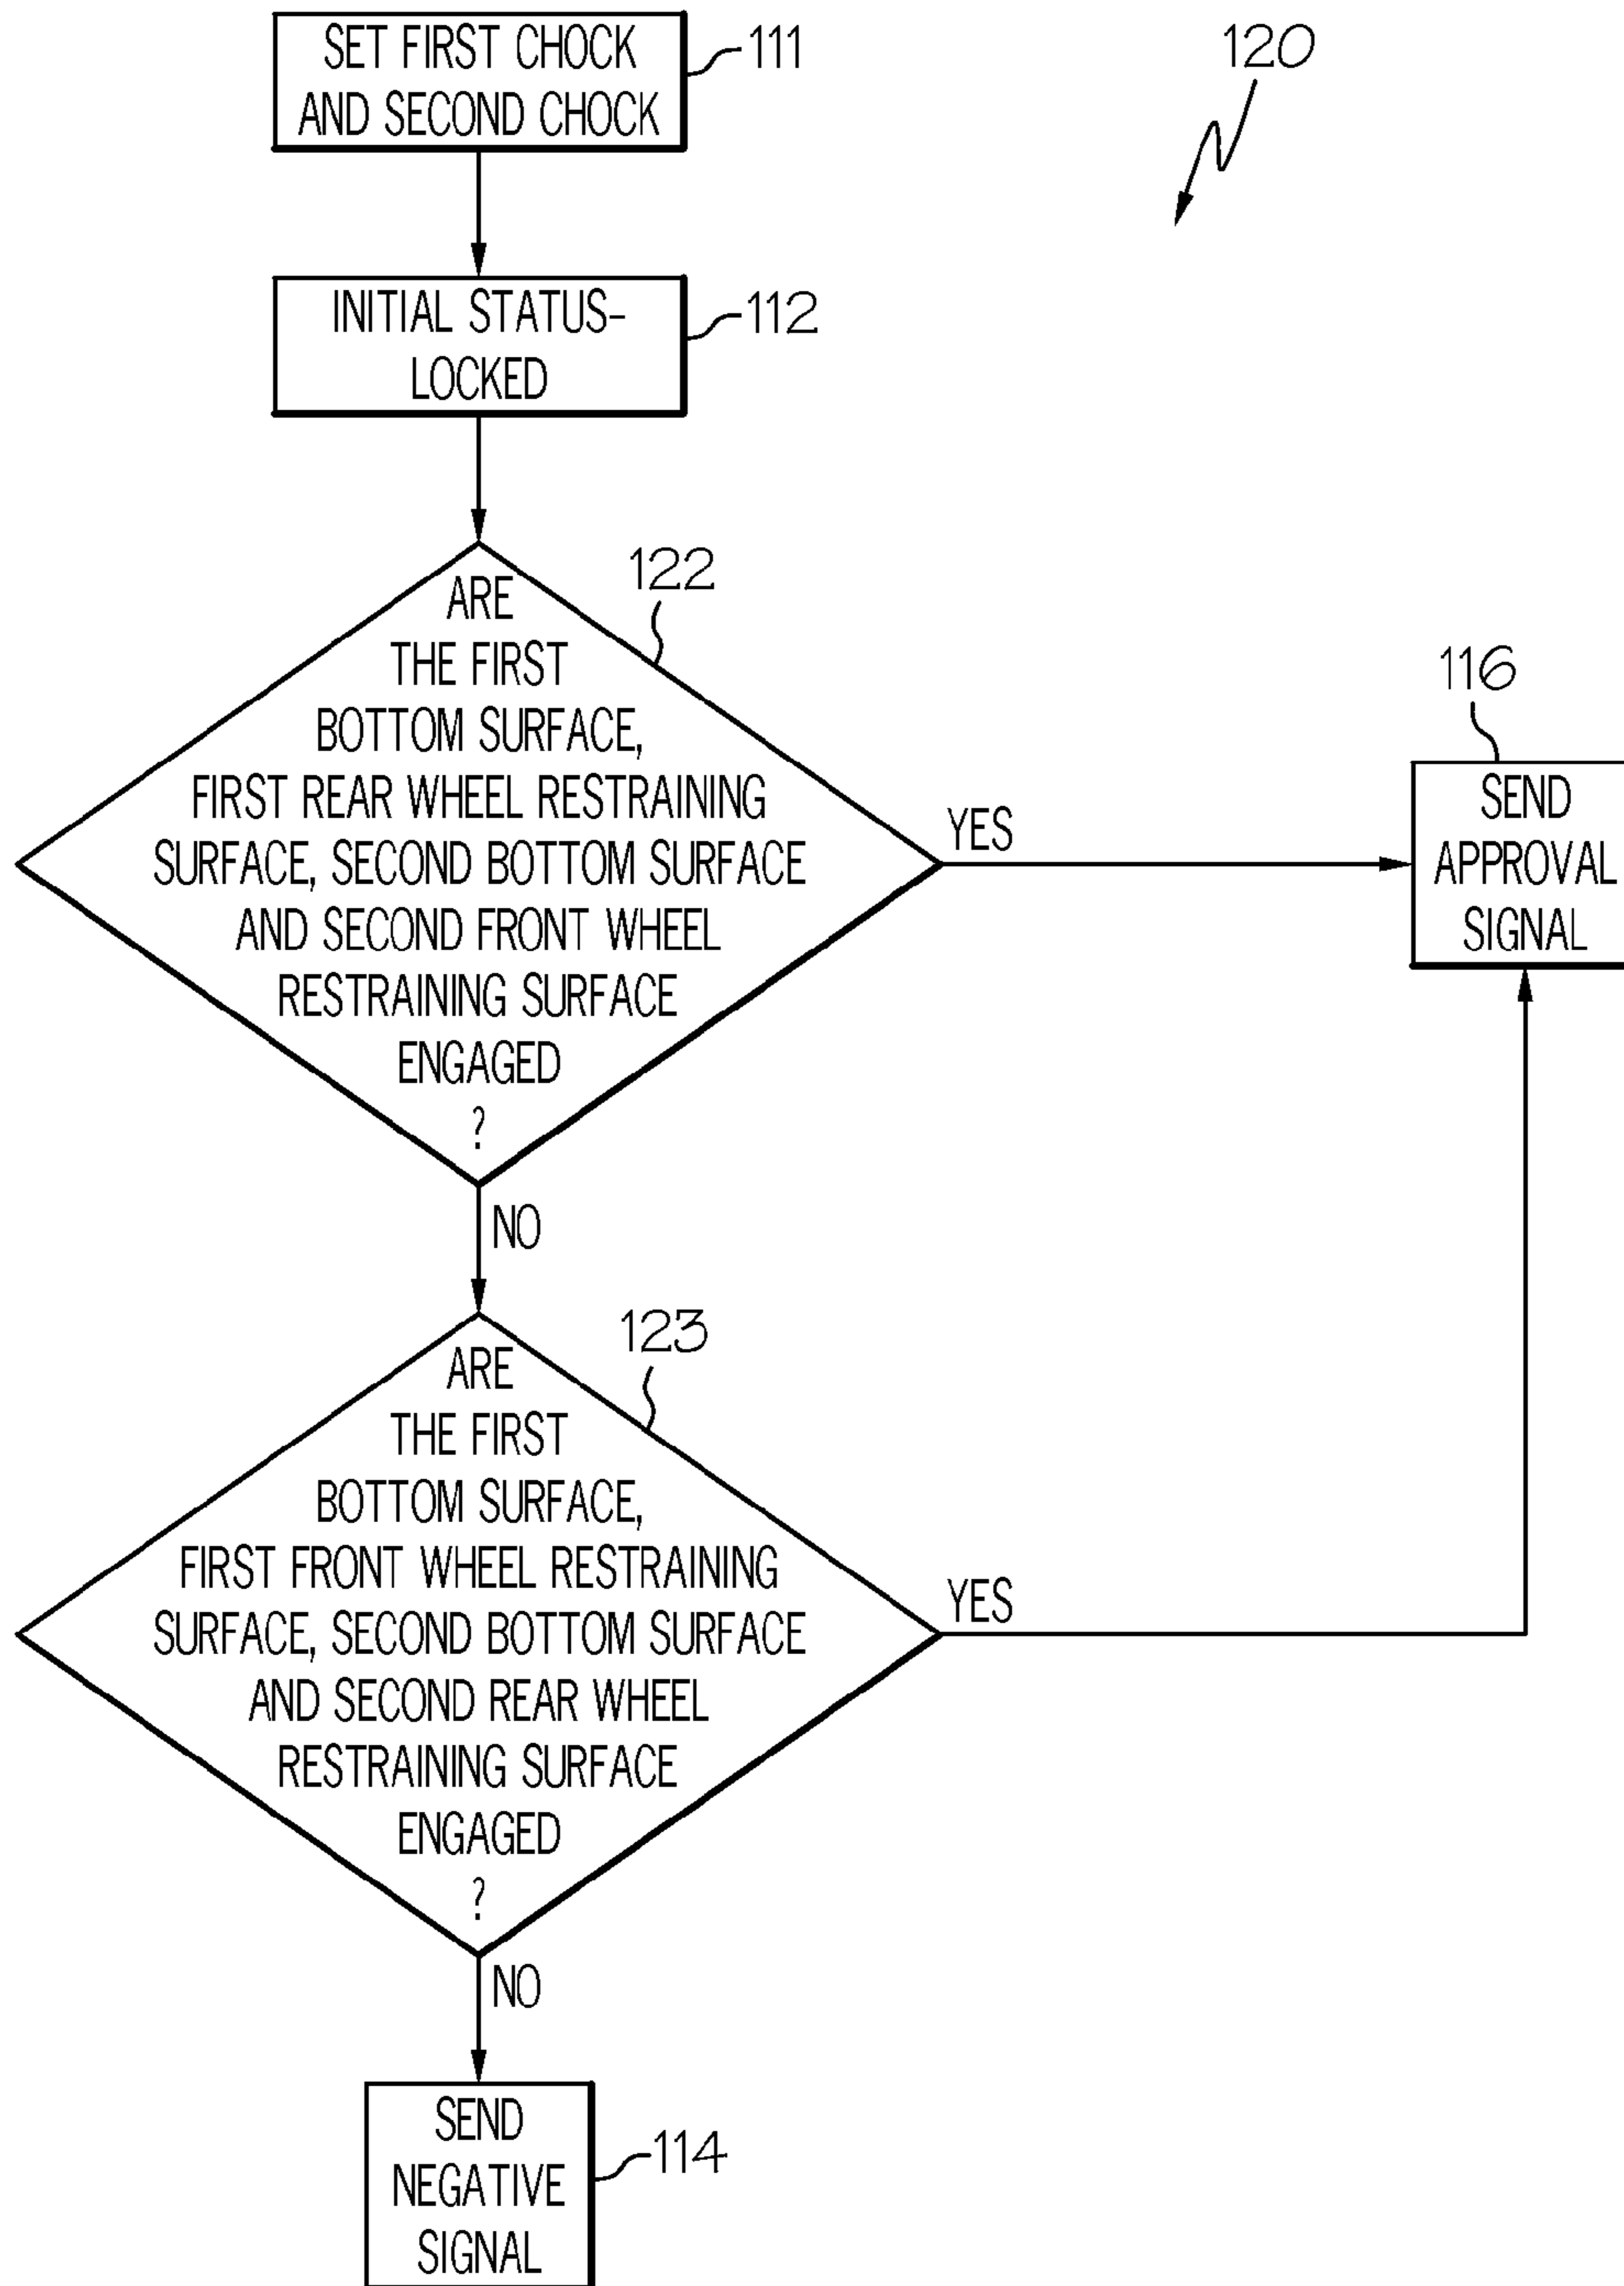 SET FIRST CHOCK
AND SECOND CHOCK
111
120
INITIAL STATUS-
LOCKED
112
122
ARE
THE FIRST
BOTTOM SURFACE,
FIRST REAR WHEEL RESTRAINING
SURFACE, SECOND BOTTOM SURFACE
AND SECOND FRONT WHEEL
RESTRAINING SURFACE
ENGAGED
?
YES
116
SEND
APPROVAL
SIGNAL
NO
123
ARE
THE FIRST
BOTTOM SURFACE,
FIRST FRONT WHEEL RESTRAINING
SURFACE, SECOND BOTTOM SURFACE
AND SECOND REAR WHEEL
RESTRAINING SURFACE
ENGAGED
?
YES
NO
SEND
NEGATIVE
SIGNAL
114